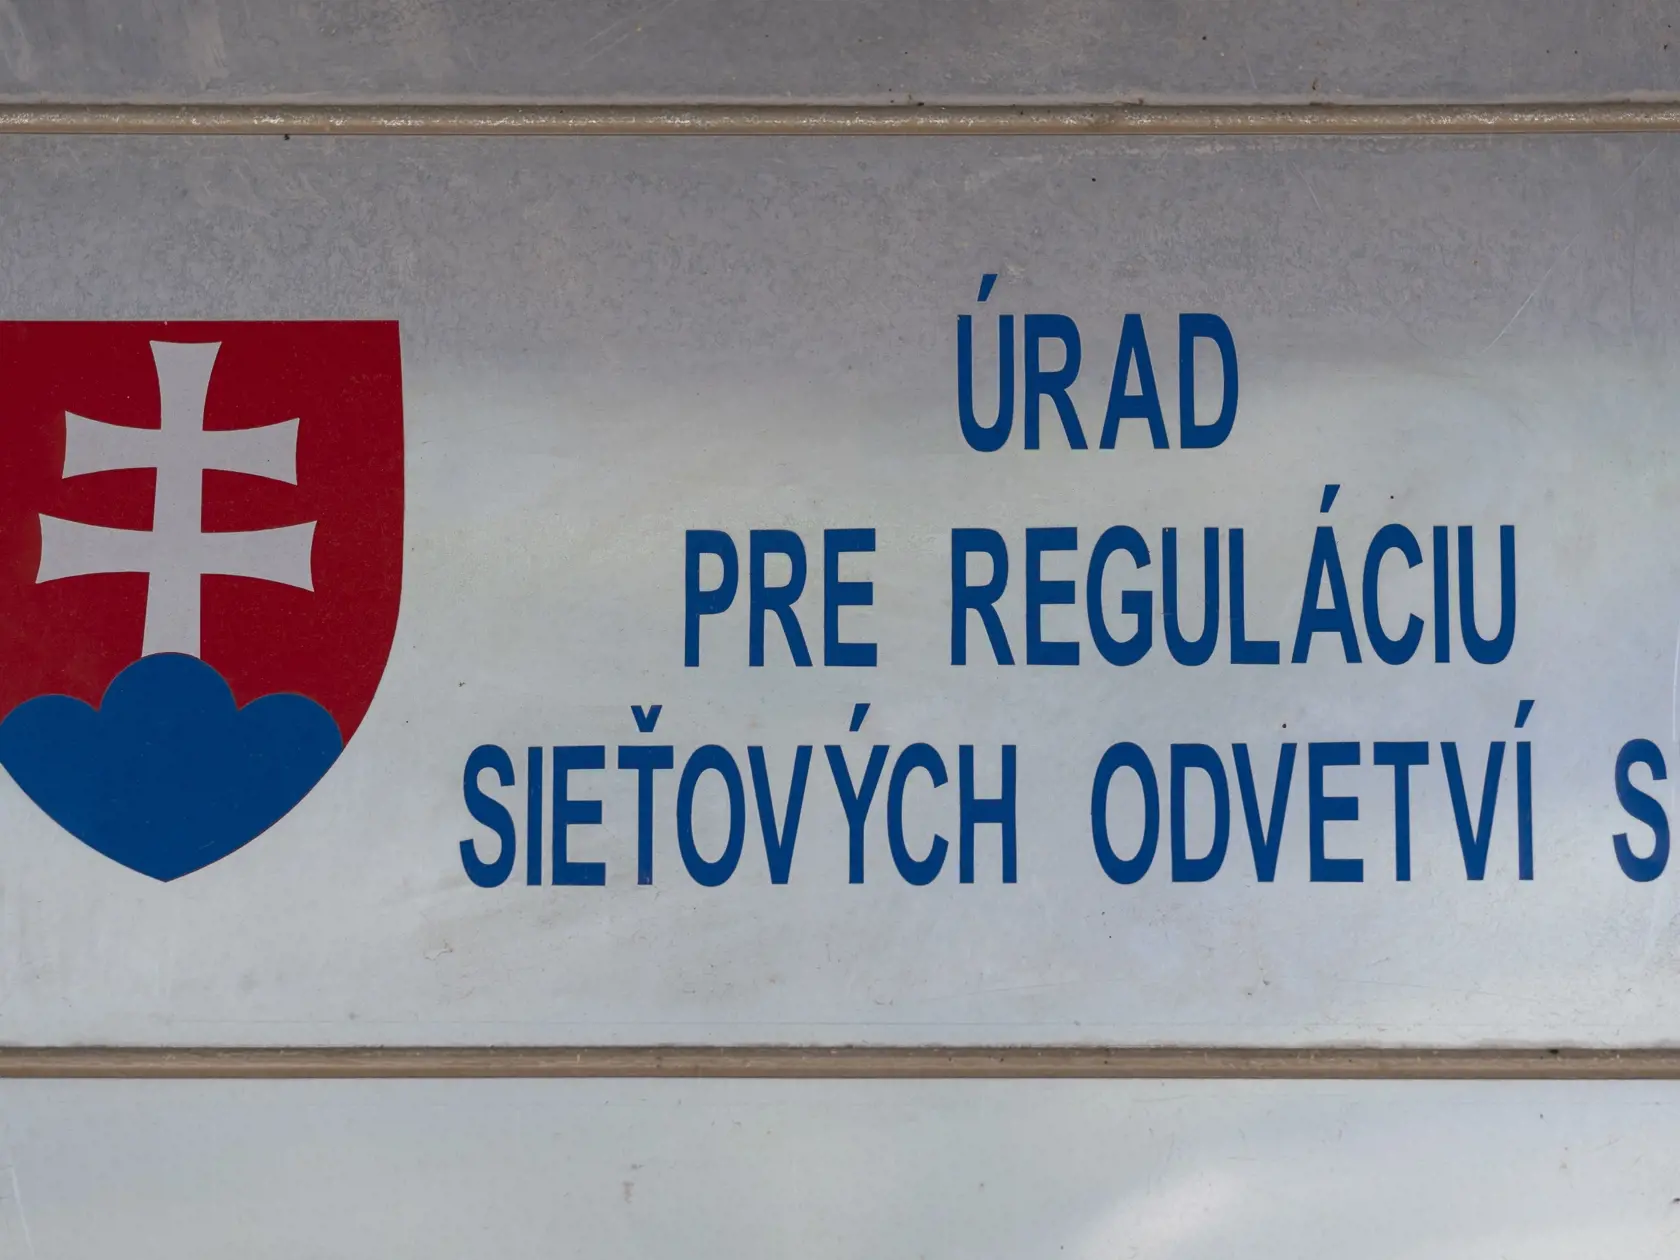 ÚRAD
PRE REGULÁCIU
SIEŤOVÝCH ODVETVÍ S